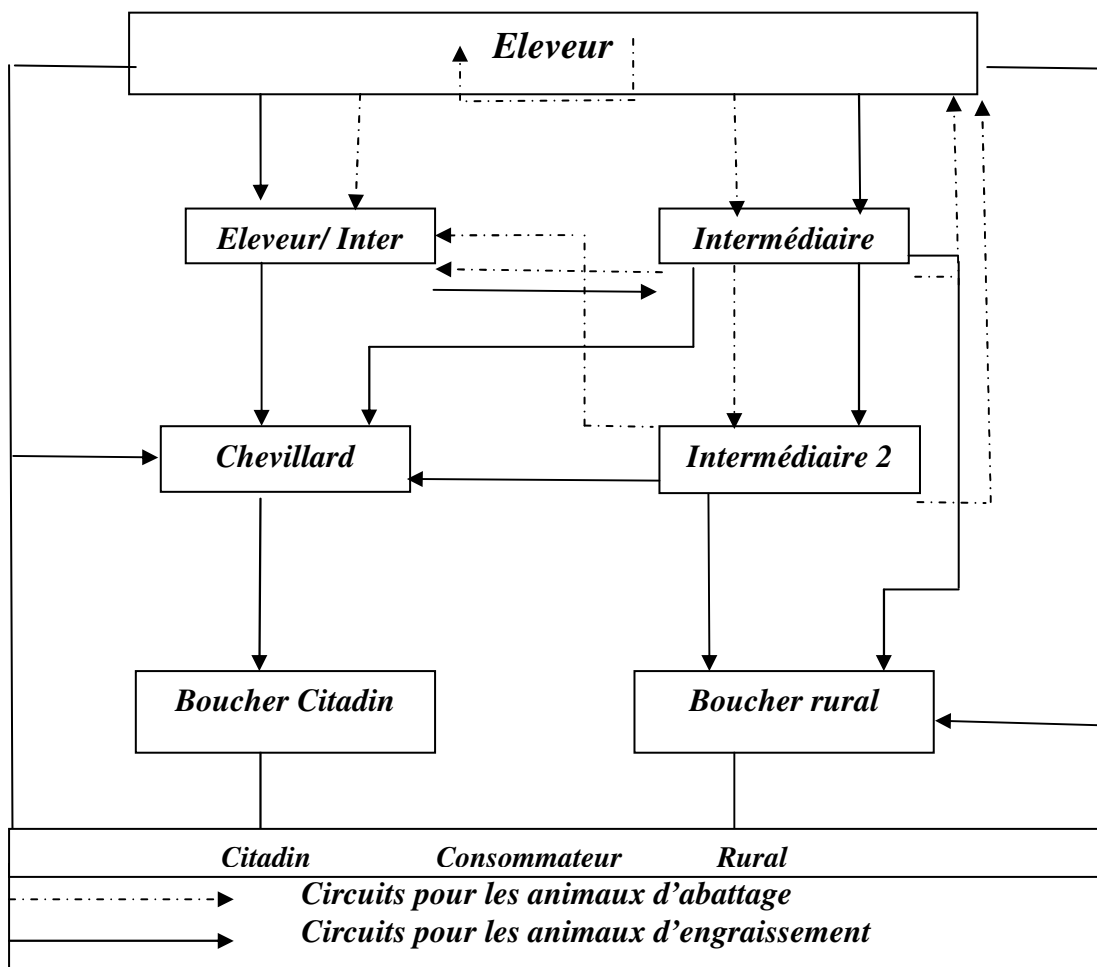 Eleveur
Eleveur/ Inter
Intermédiaire
Chevillard
Intermédiaire 2
Boucher Citadin
Boucher rural
Citadin Consommateur Rural
Circuits pour les animaux d'abattage
Circuits pour les animaux d'engraissement